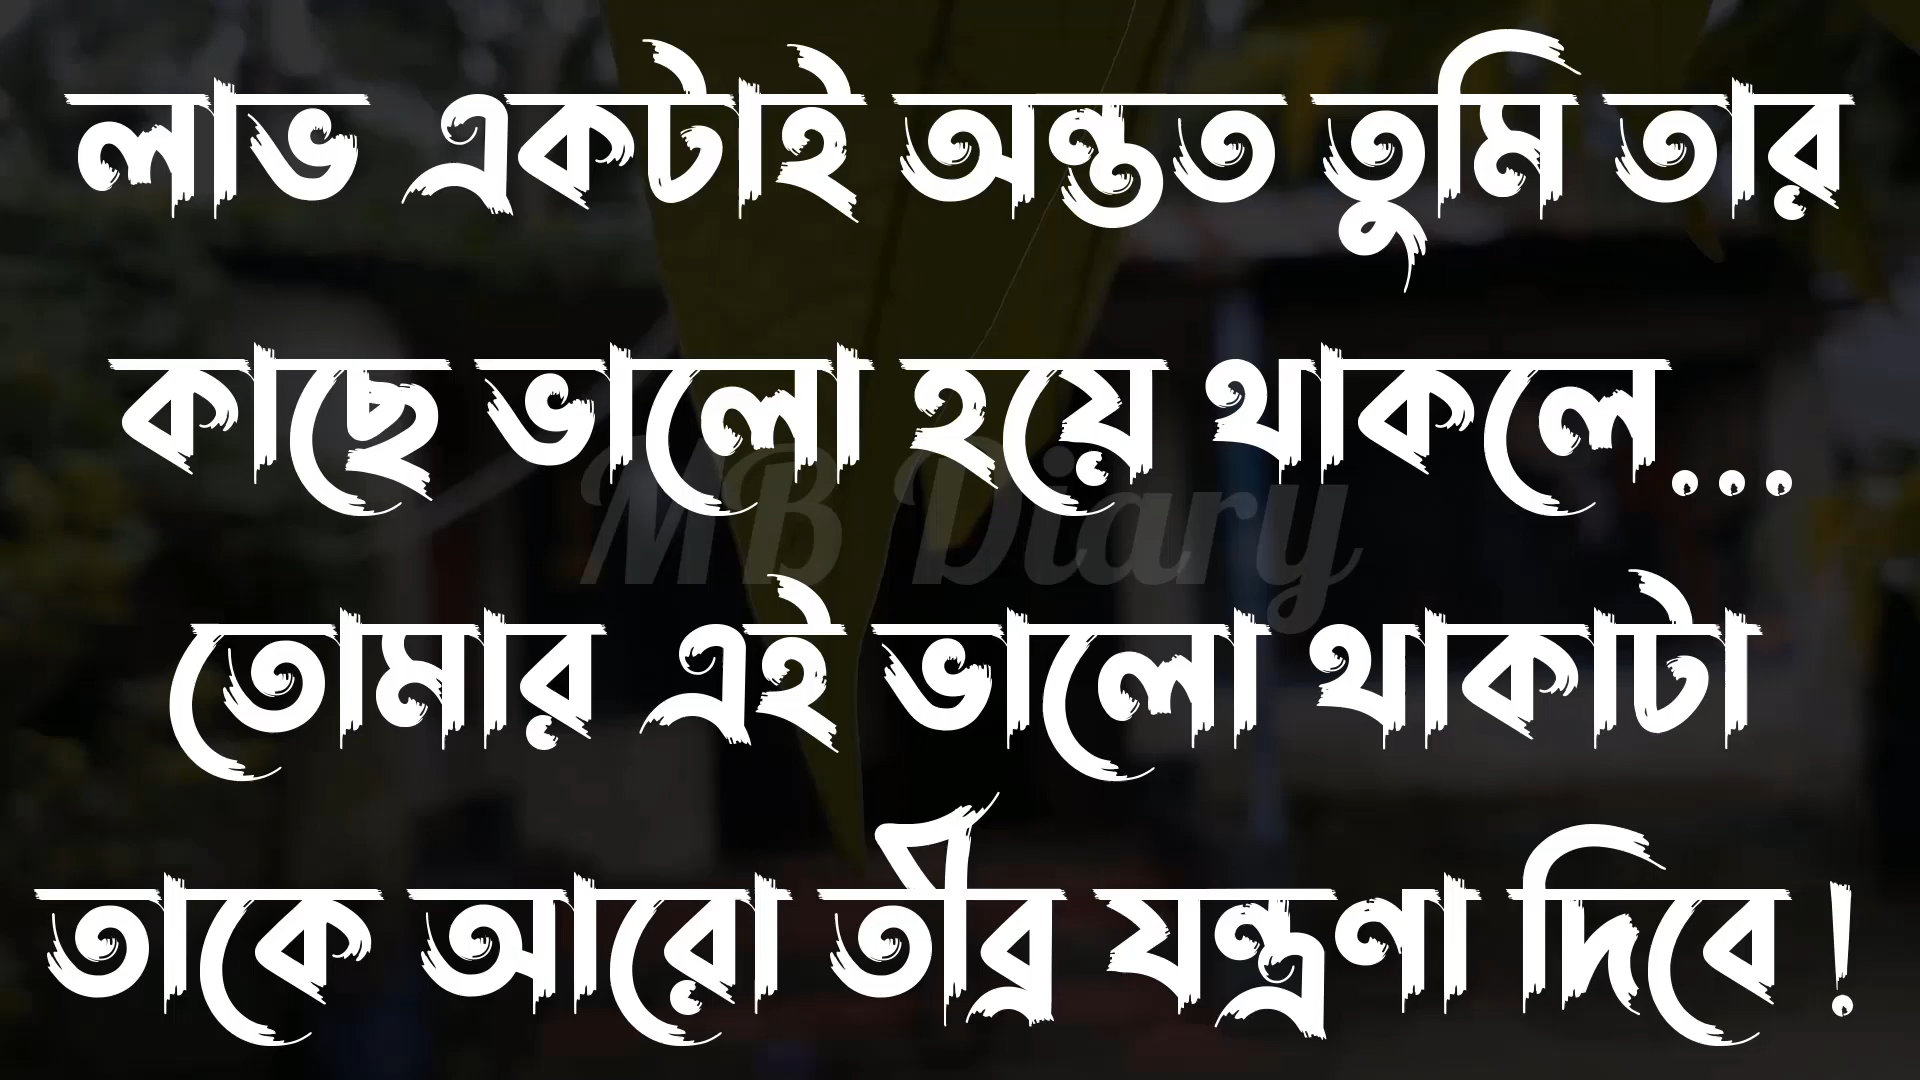 লাভ একটাই অন্তত তুমি তার
কাছে ভালো হয়ে থাকলে...
MB Diary
তোমার এই ভালো থাকাটা
তাকে আরো তীব্র যন্ত্রণা দিবে !